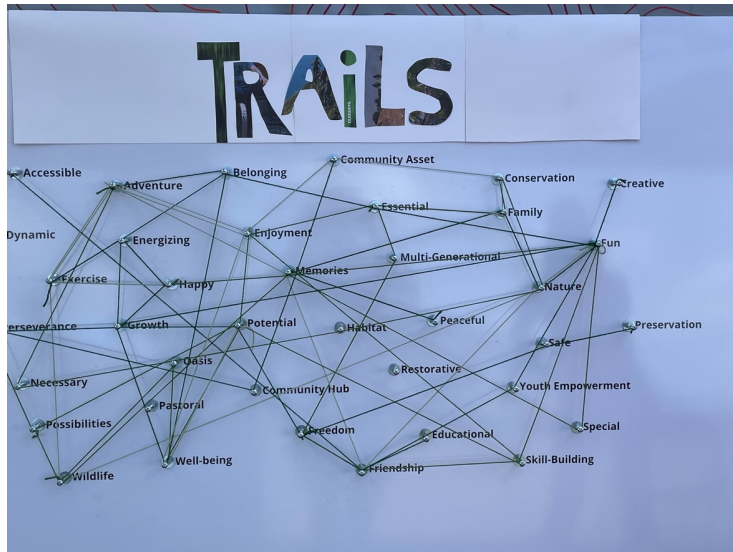 TRAiLS
Community Asset
Accessible
Belonging
Conservation
Adventure
Creative
Essential
Family
Dynamic
Energizing
Enjoyment
Fun
Multi-Generational
Memories
Exercise
Happy
Nature
Peaceful
Potential
Preservation
erseverance
Growth
Habitat
Safe
Oasis
Restorative
Necessary
Community Hub
Youth Empowerment
Pastoral
Possibilities
Freedom
Educational
Special
Well-being
Skill-Building
Friendship
Wildlife